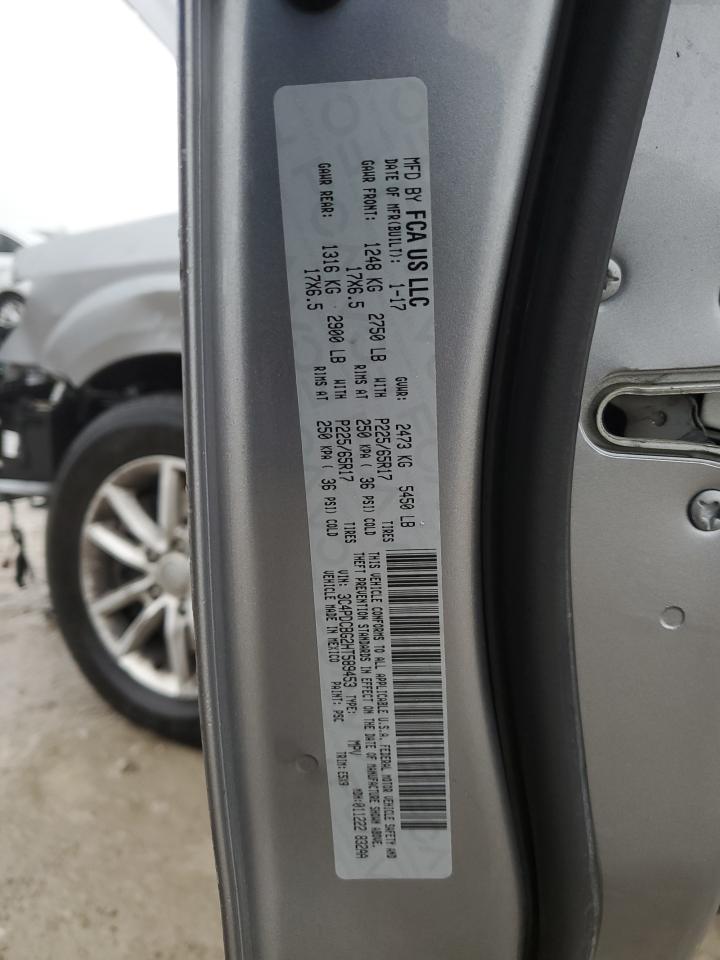 MFD BY FCA US LLC
DATE OF MFR(BUILT): 1-17 GVWR: 2473 KG 5450 LB
GAWR FRONT: 1248 KG 2750 LB WITH P225/65R17 TIRES
17X6.5 RIMS AT 250 KPA ( 36 PSI) COLD
GAWR REAR: 1316 KG 2900 LB WITH P225/65R17 TIRES
17X6.5 RIMS AT 250 KPA ( 36 PSI) COLD
THIS VEHICLE CONFORMS TO ALL APPLICABLE U.S.A. FEDERAL MOTOR VEHICLE SAFETY AND
THEFT PREVENTION STANDARDS IN EFFECT ON THE DATE OF MANUFACTURE SHOWN ABOVE.
VIN: 3C4PDCBG2HT589453 TYPE: MPV MDH:011222 832AA
VEHICLE MADE IN MEXICO PAINT: PSC TRIM: E5X9